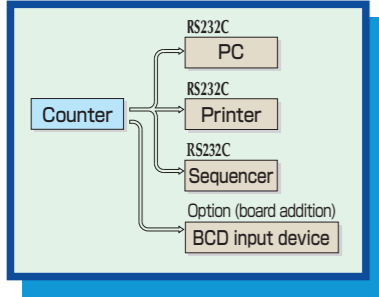 RS232C
PC
RS232C
Counter
Printer
RS232C
Sequencer
Option (board addition)
BCD input device